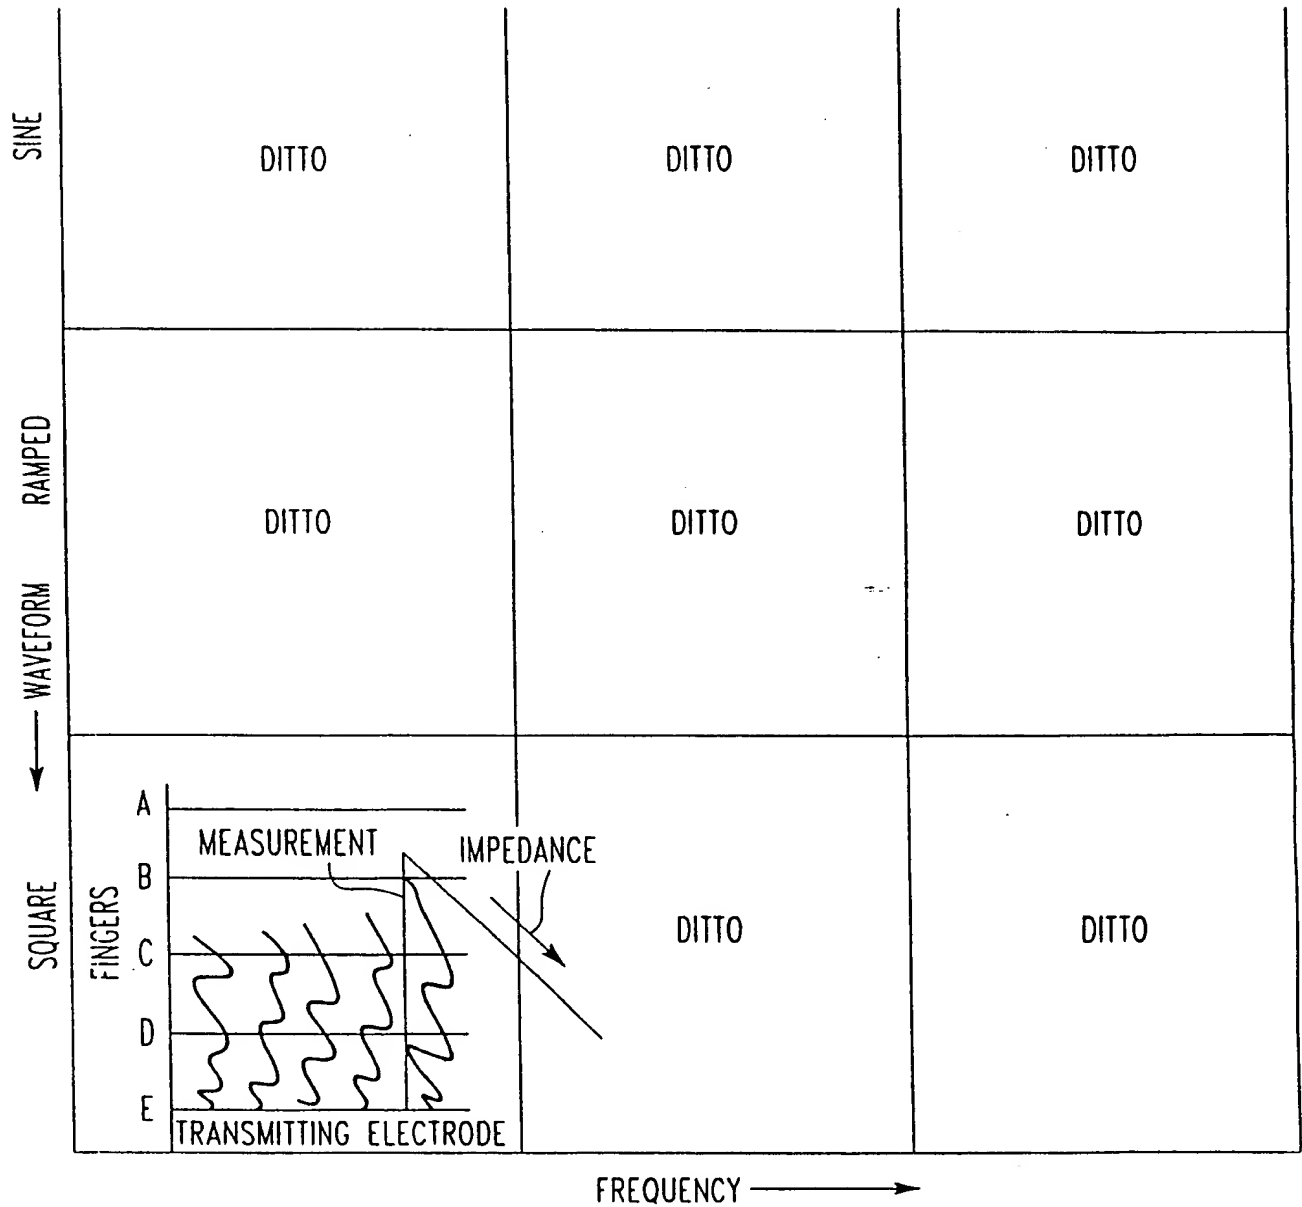 SINE
DITTO DITTO DITTO
RAMPED
DITTO DITTO DITTO
WAVEFORM
SQUARE
FINGERS
A
MEASUREMENT
IMPEDANCE
B
C
D
E
TRANSMITTING ELECTRODE
DITTO DITTO
FREQUENCY